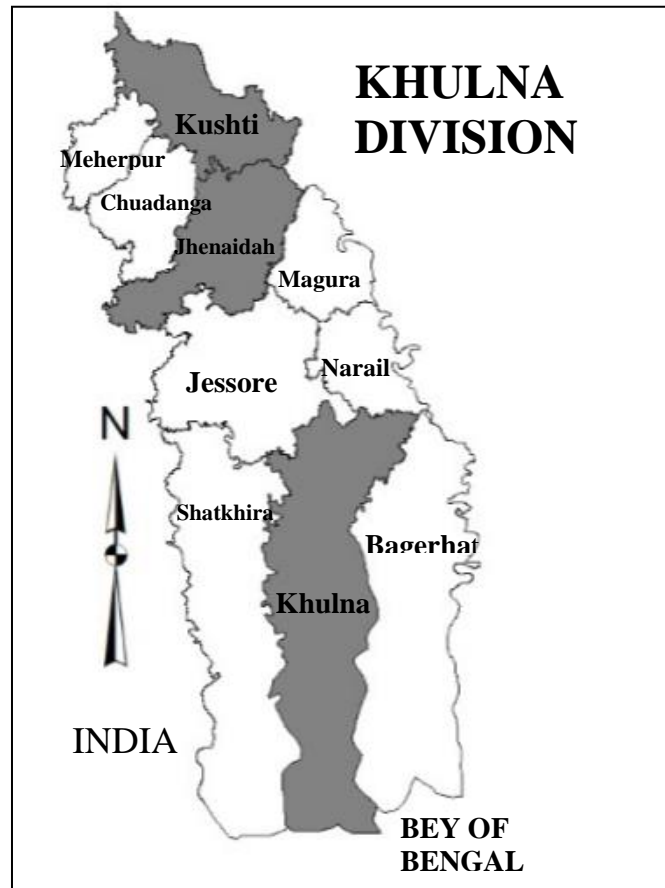 KHULNA
DIVISION
Kushti
Meherpur
Chuadanga
Jhenaidah
Magura
Narail
Jessore
N
Shatkhira
Bagerhat
Khulna
INDIA
BEY OF
BENGAL